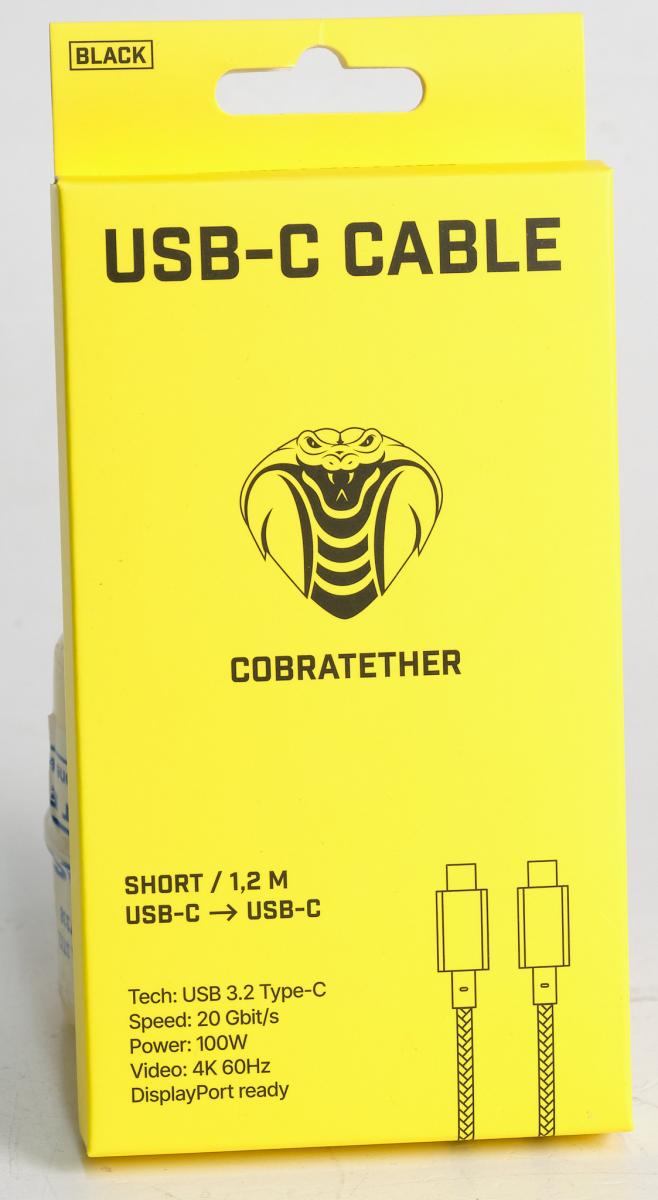 BLACK
USB-C CABLE
COBRATETHER
SHORT / 1,2 M
USB-C → USB-C
Tech: USB 3.2 Type-C
Speed: 20 Gbit/s
Power: 100W
Video: 4K 60Hz
DisplayPort ready